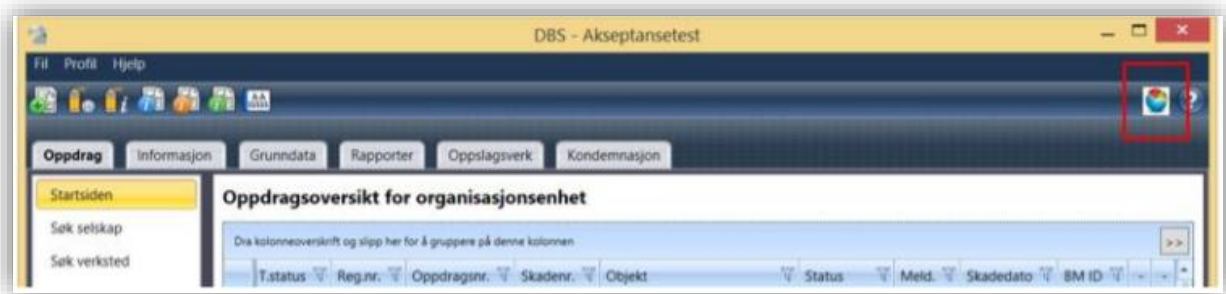 DBS - Akseptansetest
Fil Profil Hjelp
Oppdrag Informasjon Grunndata Rapporter Oppslagsverk Kondemnasjon
Startsiden
Oppdragsoversikt for organisasjonsenhet
Søk selskap
Dra kolonneoverskrift og slipp her for å gruppere på denne kolonnen >>
Søk verksted
T.status Reg.nr. Oppdragsnr. Skadenr. Objekt Status Meld. Skadedato BM ID